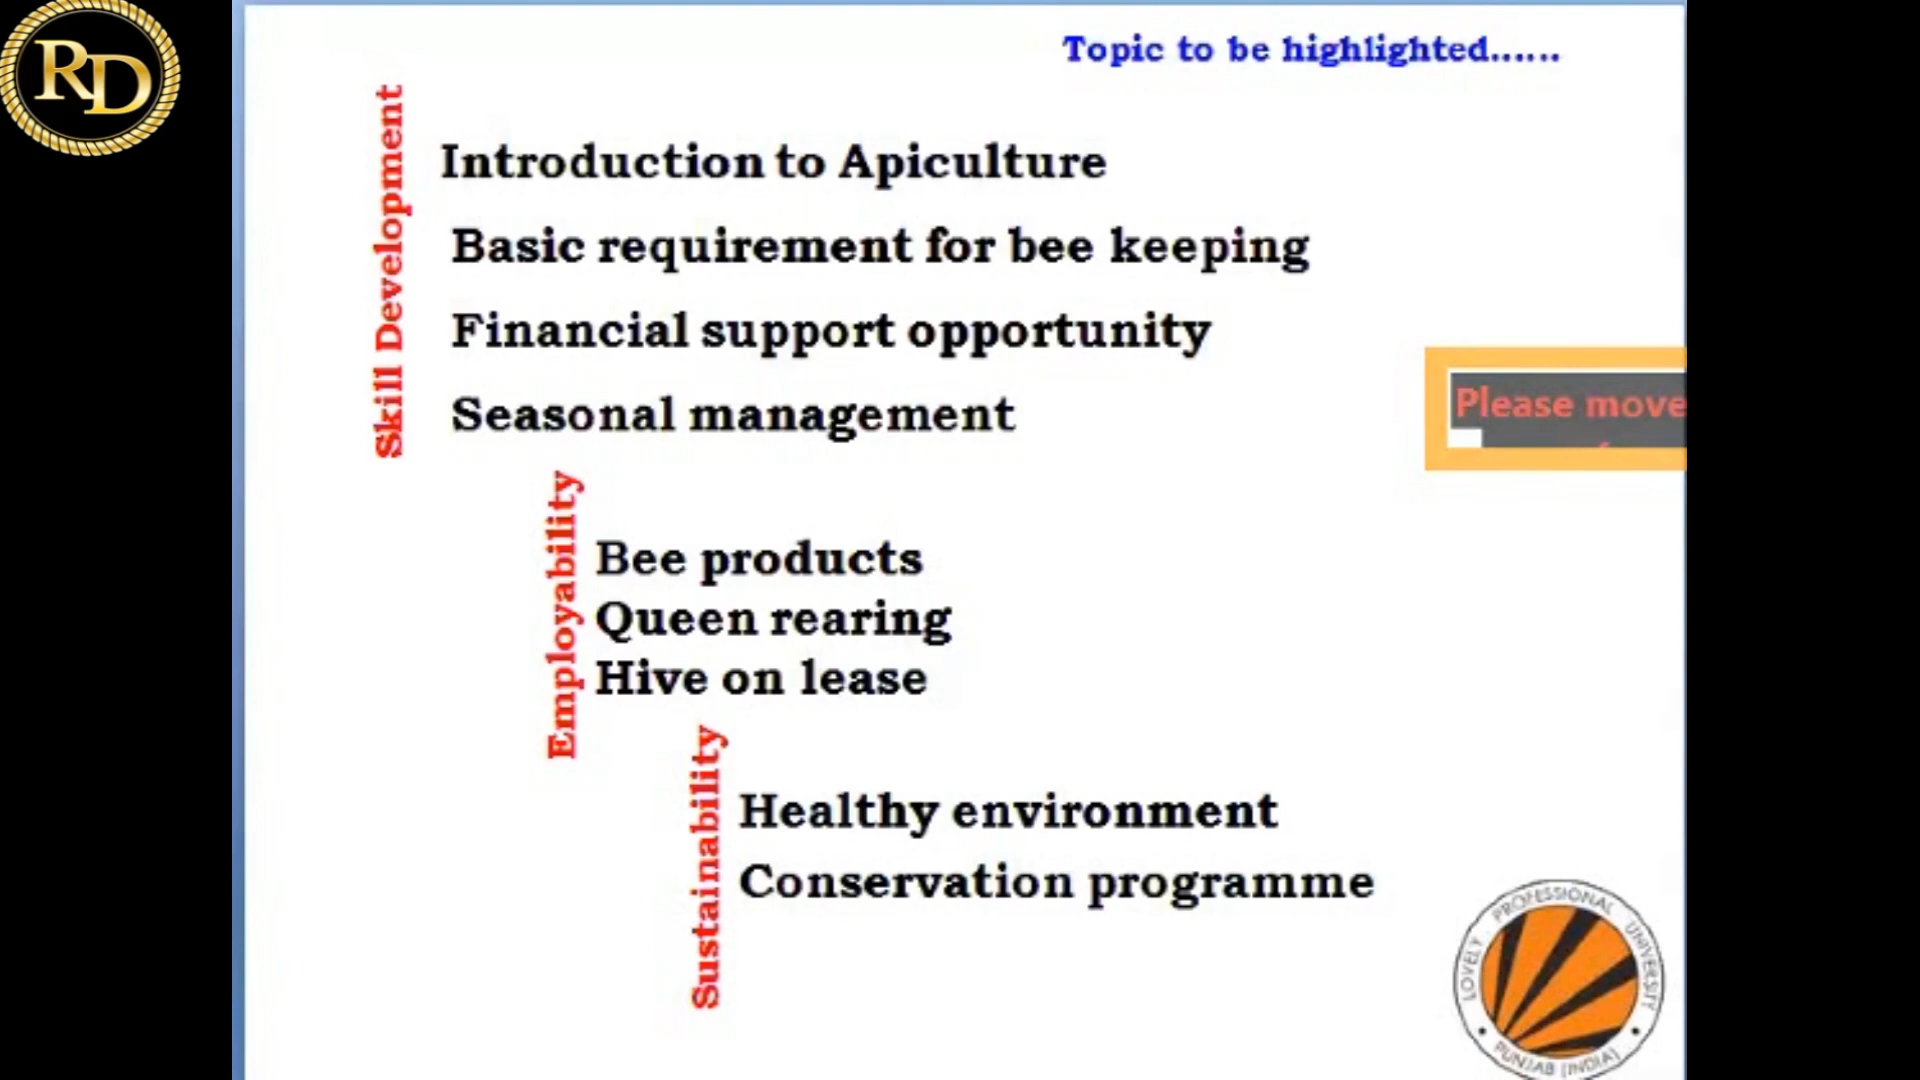 RD
Topic to be highlighted......
Skill Development
Introduction to Apiculture
Basic requirement for bee keeping
Financial support opportunity
Seasonal management
Please move
Employability
Bee products
Queen rearing
Hive on lease
Sustainability
Healthy environment
Conservation programme
LOVELY PROFESSIONAL UNIVERSITY
PUNJAB (INDIA)